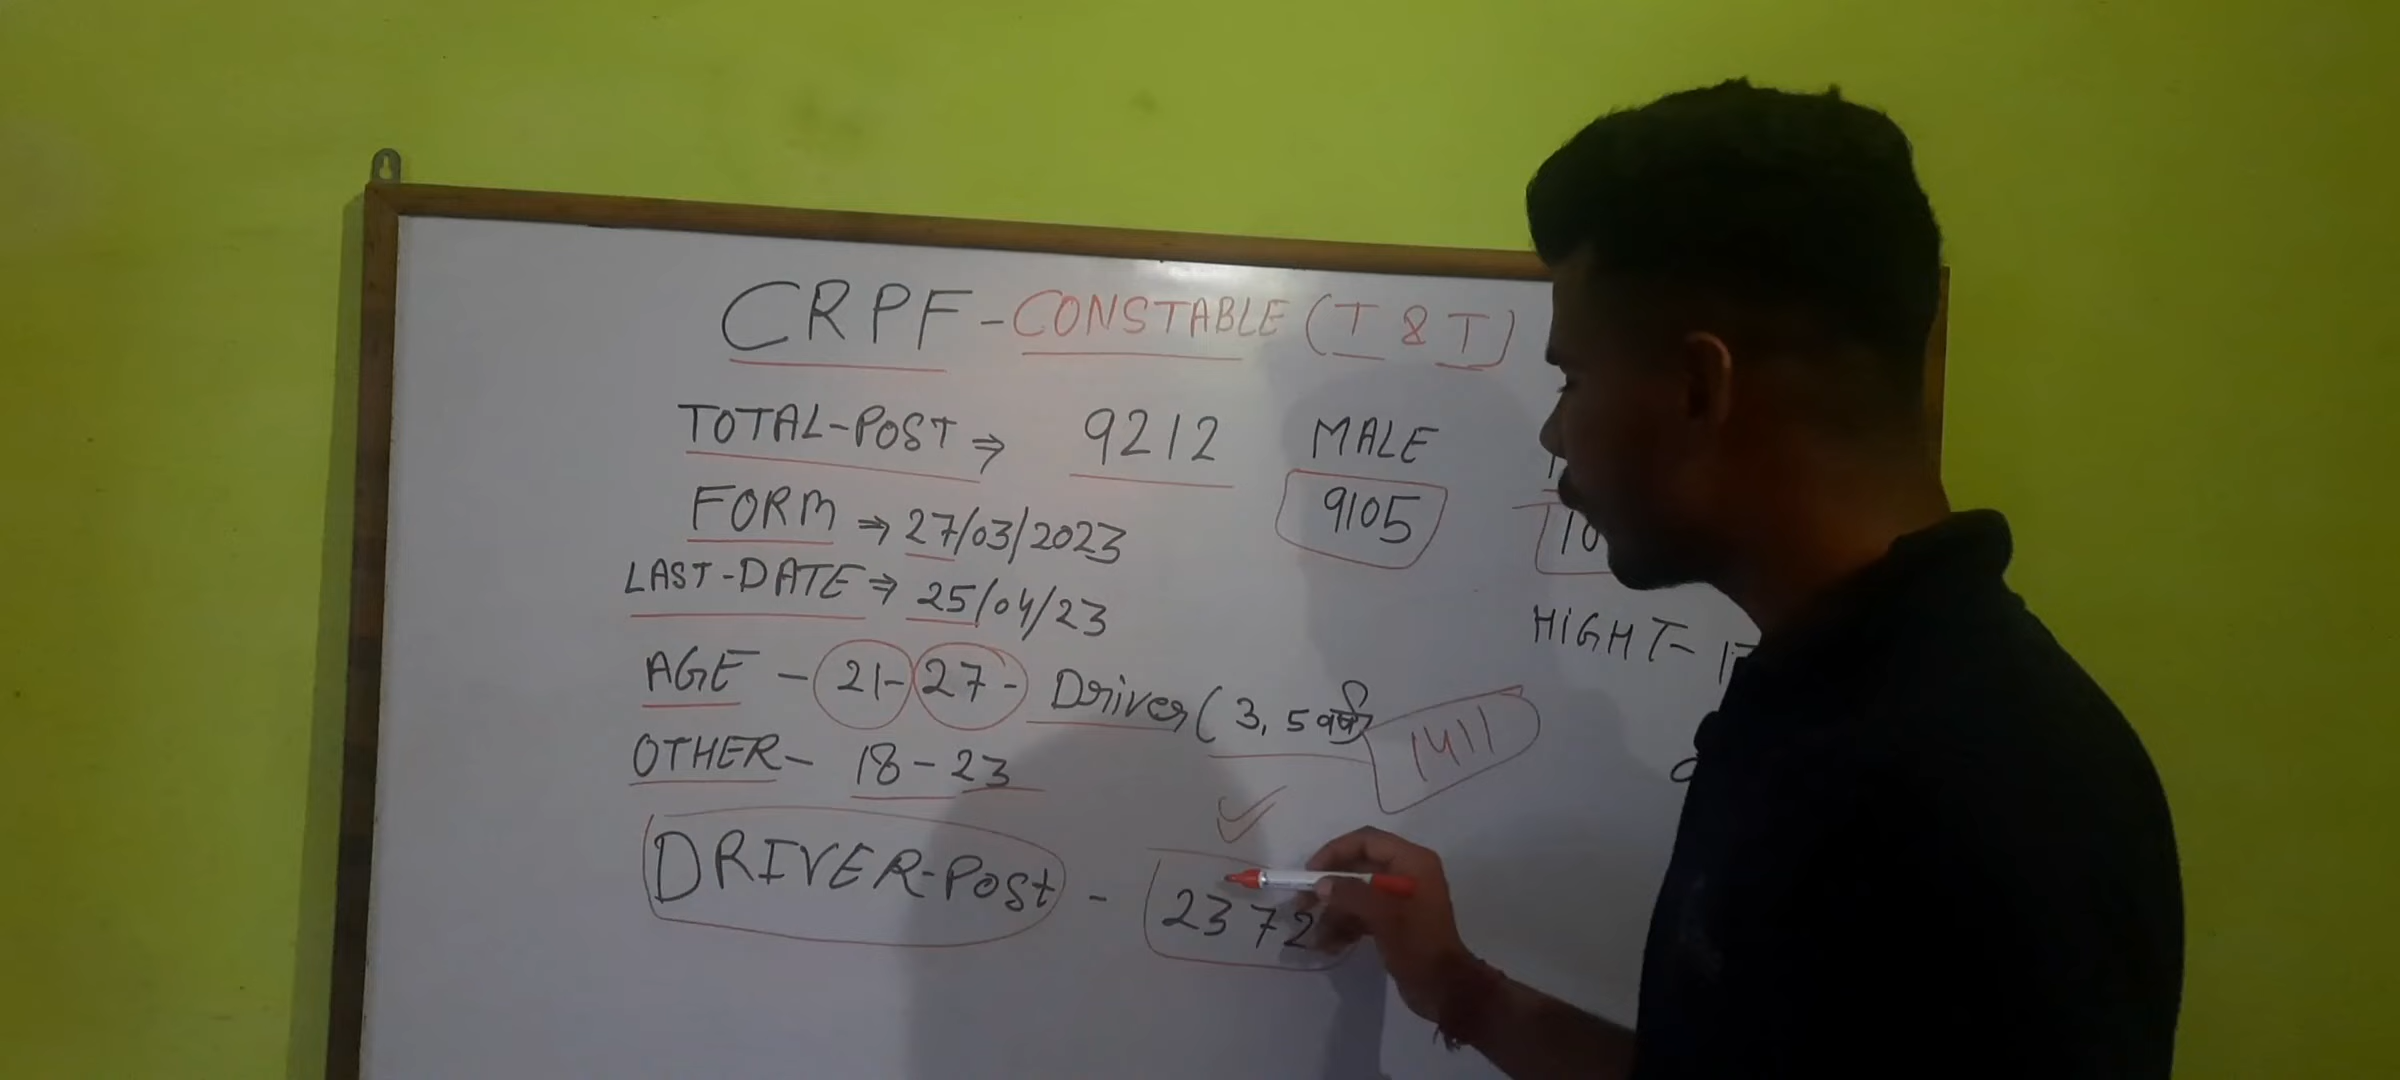 CRPF - CONSTABLE (T & T)
TOTAL-POST ⇒ 9212 MALE
9105
FORM ⇒ 27/03/2023
LAST-DATE ⇒ 25/04/23
HIGHT-
AGE - 21-27 - Driver (3, 5 वर्ष)
1411
OTHER- 18-23
DRIVER-Post - 2372